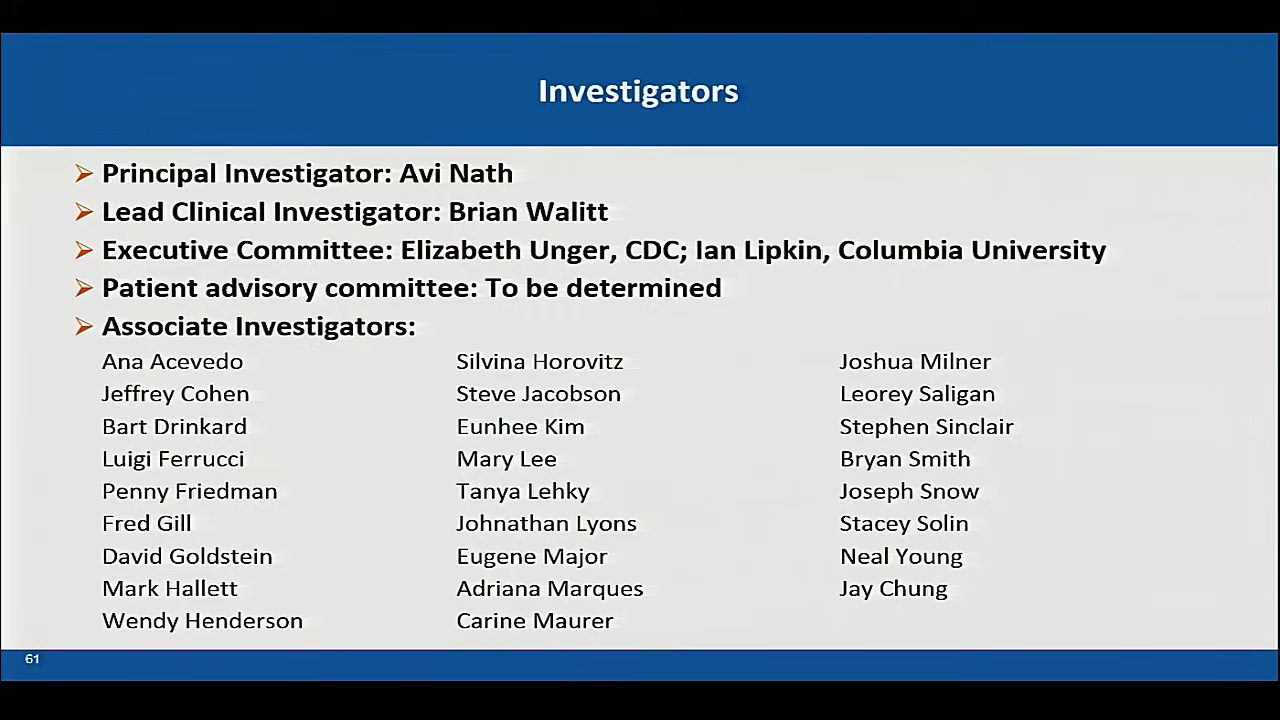 Investigators
Principal Investigator: Avi Nath
Lead Clinical Investigator: Brian Walitt
Executive Committee: Elizabeth Unger, CDC; Ian Lipkin, Columbia University
Patient advisory committee: To be determined
Associate Investigators:
Ana Acevedo
Jeffrey Cohen
Bart Drinkard
Luigi Ferrucci
Penny Friedman
Fred Gill
David Goldstein
Mark Hallett
Wendy Henderson
Silvina Horovitz
Steve Jacobson
Eunhee Kim
Mary Lee
Tanya Lehky
Johnathan Lyons
Eugene Major
Adriana Marques
Carine Maurer
Joshua Milner
Leorey Saligan
Stephen Sinclair
Bryan Smith
Joseph Snow
Stacey Solin
Neal Young
Jay Chung
61